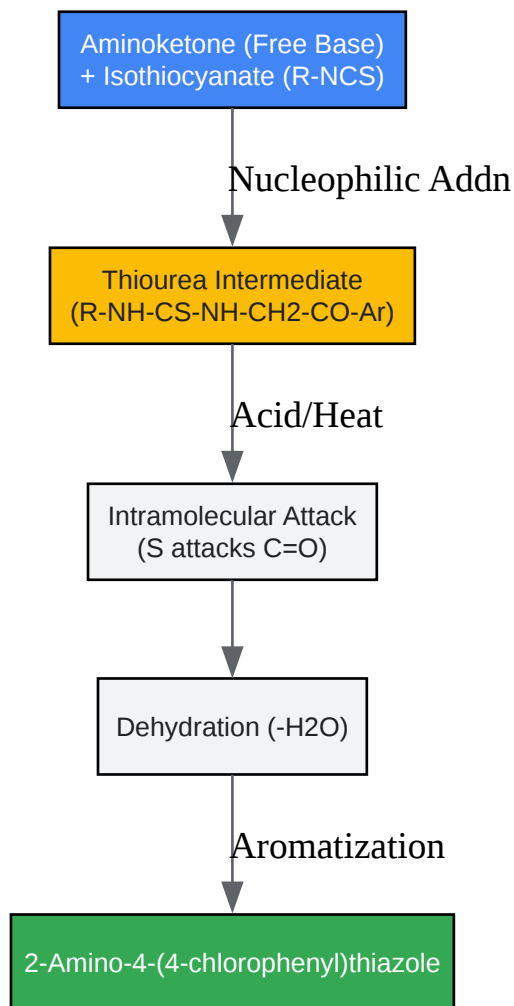 Aminoketone (Free Base)
+ Isothiocyanate (R-NCS)
Nucleophilic Addn
Thiourea Intermediate
(R-NH-CS-NH-CH2-CO-Ar)
Acid/Heat
Intramolecular Attack
(S attacks C=O)
Dehydration (-H2O)
Aromatization
2-Amino-4-(4-chlorophenyl)thiazole